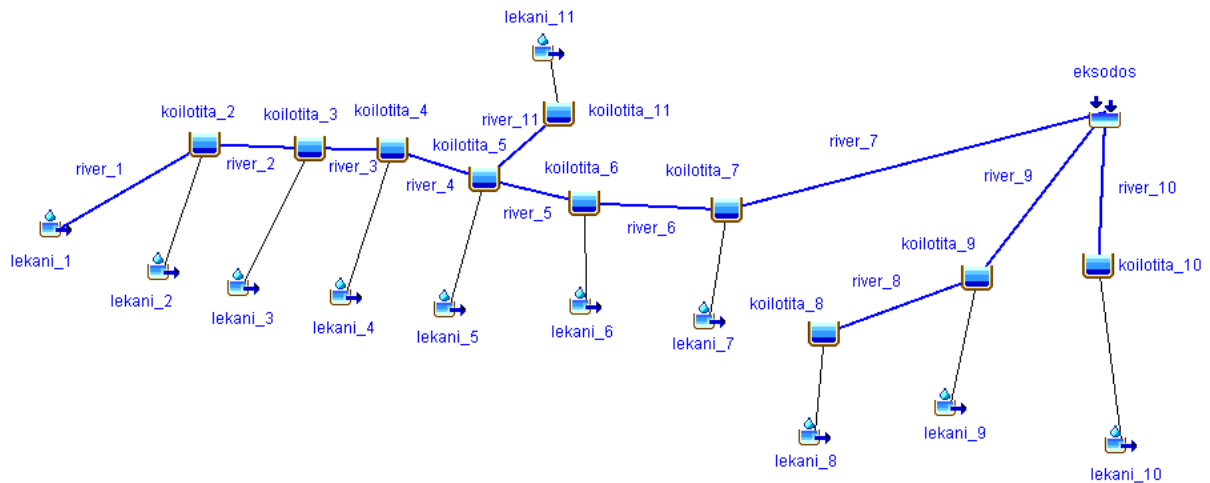 lekani_11
eksodos
koilotita_2
koilotita_3
koilotita_4
koilotita_11
river_11
koilotita_5
river_7
river_1
river_2
river_3
koilotita_6
koilotita_7
river_9
river_10
river_4
river_5
river_6
koilotita_9
koilotita_10
lekani_1
river_8
lekani_2
lekani_3
lekani_4
lekani_5
lekani_6
koilotita_8
lekani_7
lekani_9
lekani_8
lekani_10